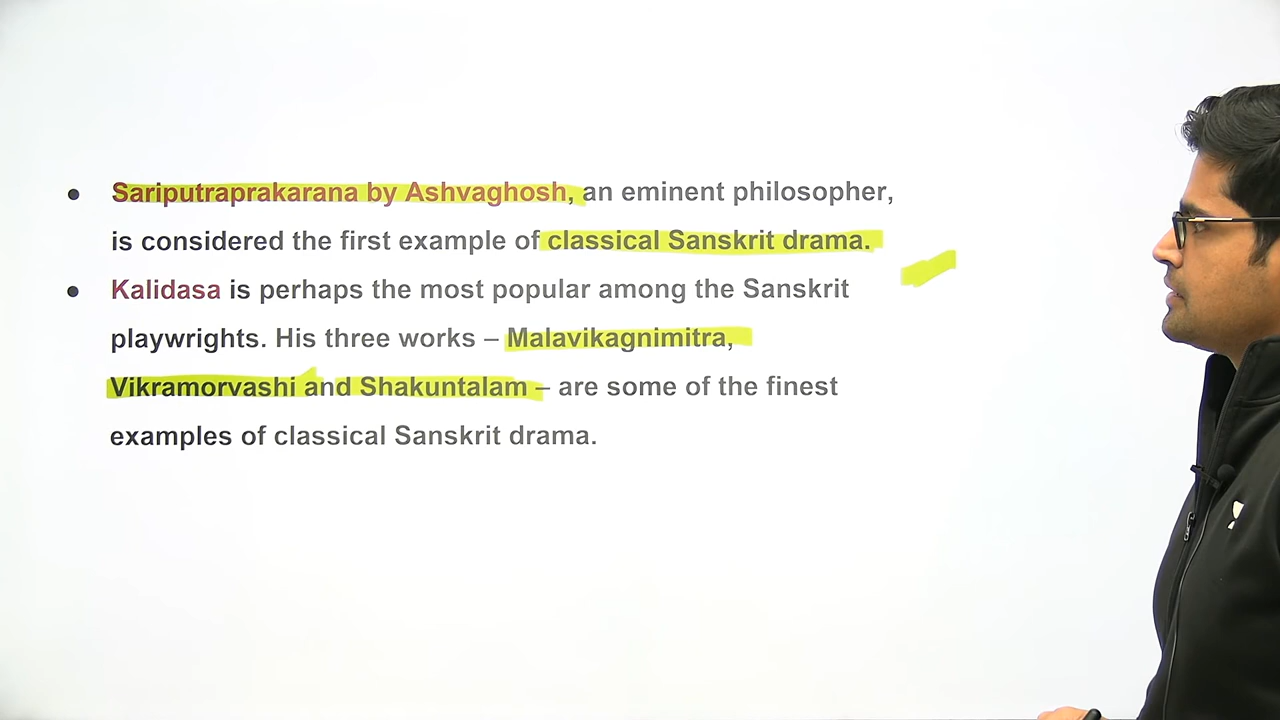 ● Sariputraprakarana by Ashvaghosh, an eminent philosopher,
is considered the first example of classical Sanskrit drama.
● Kalidasa is perhaps the most popular among the Sanskrit
playwrights. His three works – Malavikagnimitra,
Vikramorvashi and Shakuntalam – are some of the finest
examples of classical Sanskrit drama.